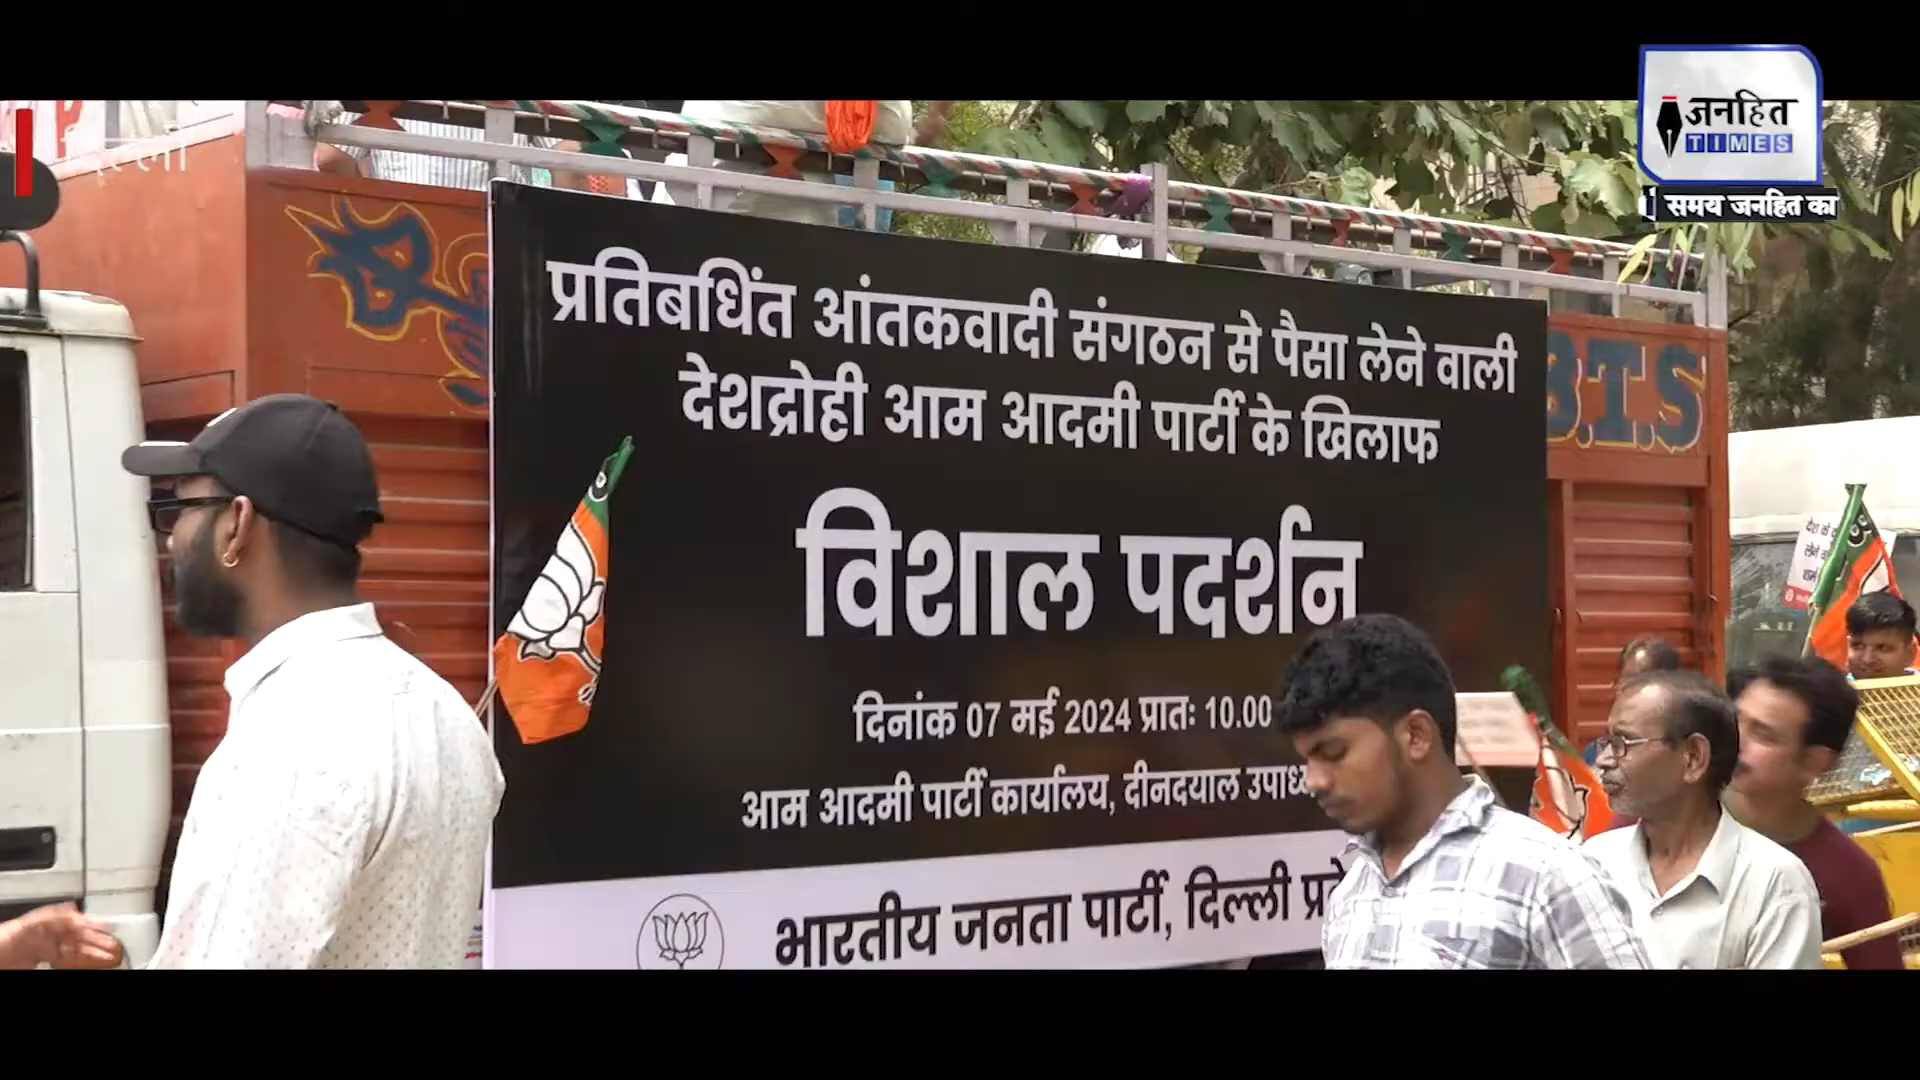 जनहित
TIMES
समय जनहित का
दिल्ली
प्रतिबधिंत आंतकवादी संगठन से पैसा लेने वाली
देशद्रोही आम आदमी पार्टी के खिलाफ
विशाल पदर्शन
दिनांक 07 मई 2024 प्रातः 10.00
आम आदमी पार्टी कार्यालय, दीनदयाल
भारतीय जनता पार्टी, दिल्ली
B.T.S